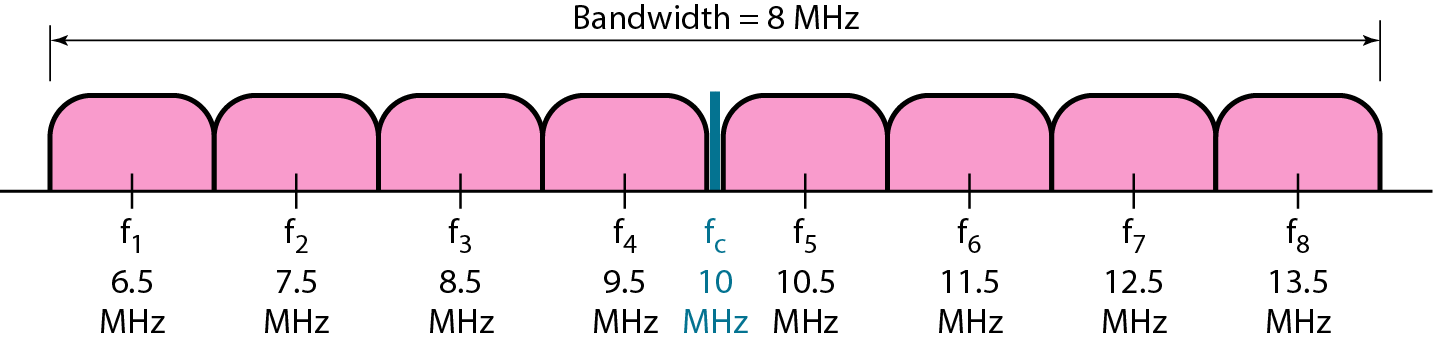 Bandwidth = 8 MHz
f1 f2 f3 f4 fc f5 f6 f7 f8
6.5 7.5 8.5 9.5 10 10.5 11.5 12.5 13.5
MHz MHz MHz MHz MHz MHz MHz MHz MHz